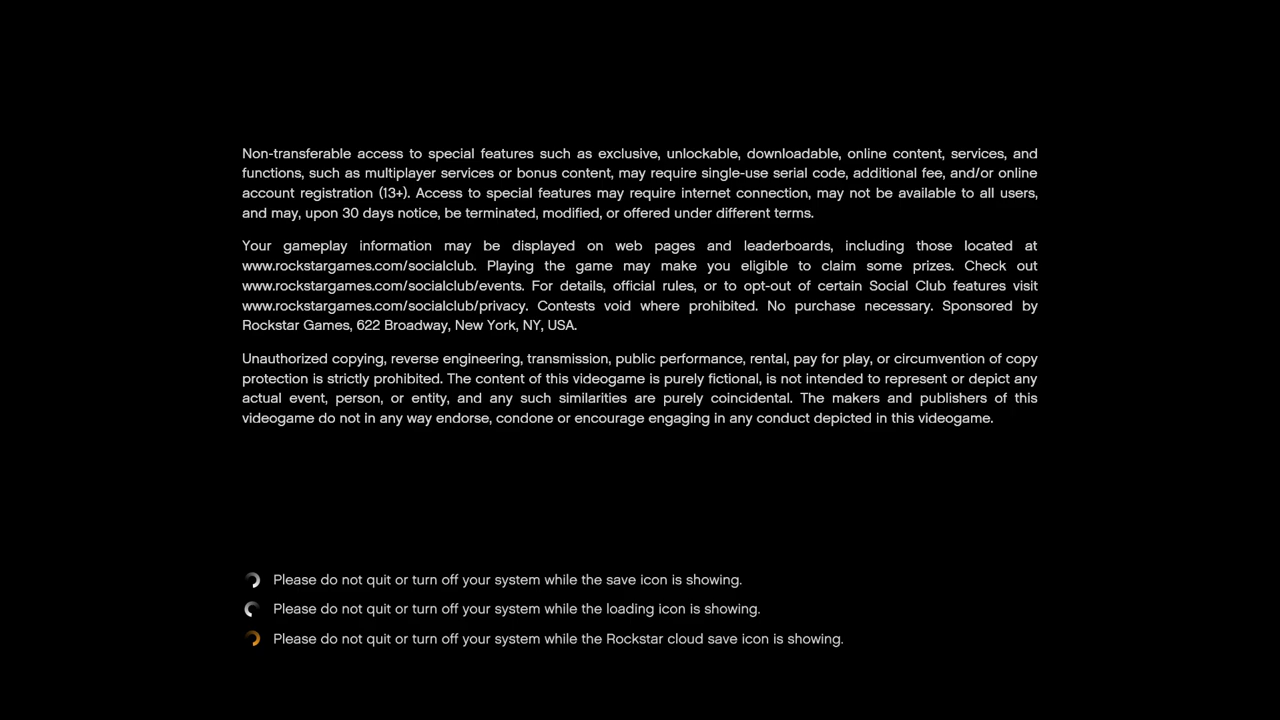 Non-transferable access to special features such as exclusive, unlockable, downloadable, online content, services, and
functions, such as multiplayer services or bonus content, may require single-use serial code, additional fee, and/or online
account registration (13+). Access to special features may require internet connection, may not be available to all users,
and may, upon 30 days notice, be terminated, modified, or offered under different terms.
Your gameplay information may be displayed on web pages and leaderboards, including those located at
www.rockstargames.com/socialclub. Playing the game may make you eligible to claim some prizes. Check out
www.rockstargames.com/socialclub/events. For details, official rules, or to opt-out of certain Social Club features visit
www.rockstargames.com/socialclub/privacy. Contests void where prohibited. No purchase necessary. Sponsored by
Rockstar Games, 622 Broadway, New York, NY, USA.
Unauthorized copying, reverse engineering, transmission, public performance, rental, pay for play, or circumvention of copy
protection is strictly prohibited. The content of this videogame is purely fictional, is not intended to represent or depict any
actual event, person, or entity, and any such similarities are purely coincidental. The makers and publishers of this
videogame do not in any way endorse, condone or encourage engaging in any conduct depicted in this videogame.
Please do not quit or turn off your system while the save icon is showing.
Please do not quit or turn off your system while the loading icon is showing.
Please do not quit or turn off your system while the Rockstar cloud save icon is showing.